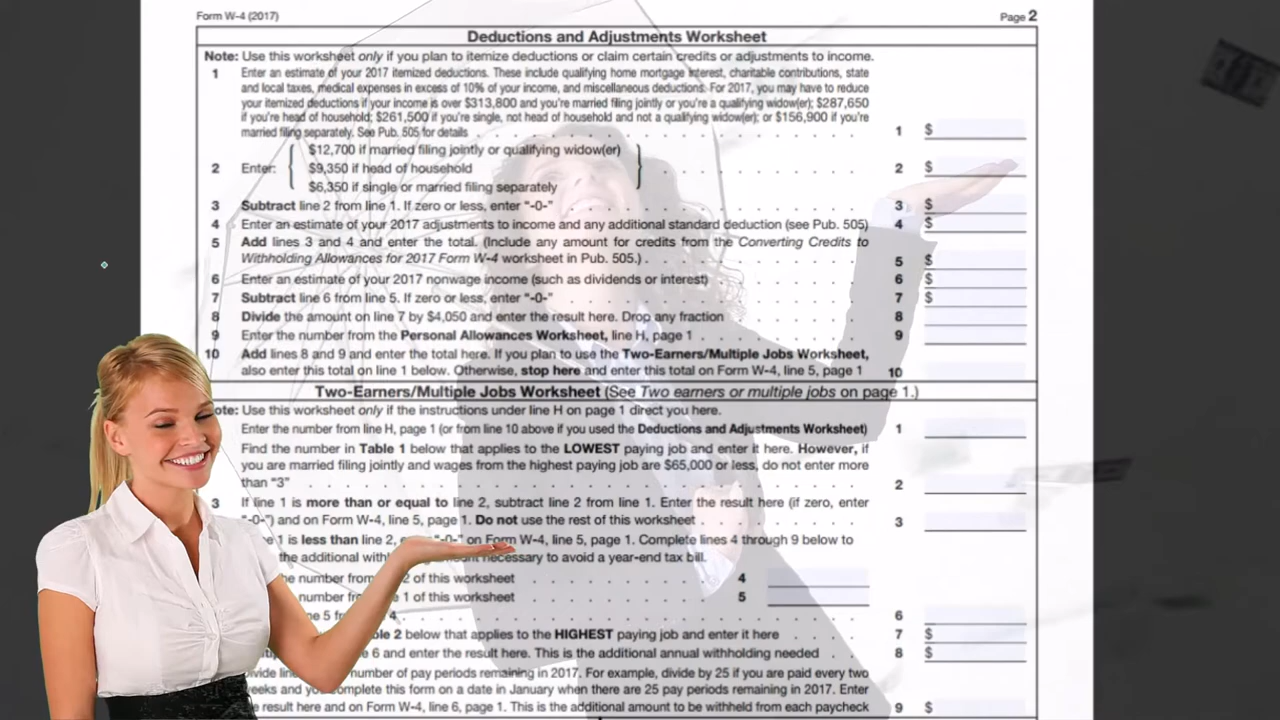 Form W-4 (2017) Page 2
Deductions and Adjustments Worksheet
Note: Use this worksheet only if you plan to itemize deductions or claim certain credits or adjustments to income.
1 Enter an estimate of your 2017 itemized deductions. These include qualifying home mortgage interest, charitable contributions, state
and local taxes, medical expenses in excess of 10% of your income, and miscellaneous deductions. For 2017, you may have to reduce
your itemized deductions if your income is over $313,800 and you're married filing jointly or you're a qualifying widow(er); $287,650
if you're head of household; $261,500 if you're single, not head of household and not a qualifying widow(er); or $156,900 if you're
married filing separately. See Pub. 505 for details . . . . . . . . . . . . . . . . . . . 1 $
$12,700 if married filing jointly or qualifying widow(er)
2 Enter: { $9,350 if head of household } . . . . . . . . . . . 2 $
$6,350 if single or married filing separately
3 Subtract line 2 from line 1. If zero or less, enter "-0-" . . . . . . . . . . . . . . . . 3 $
4 Enter an estimate of your 2017 adjustments to income and any additional standard deduction (see Pub. 505) 4 $
5 Add lines 3 and 4 and enter the total. (Include any amount for credits from the Converting Credits to
Withholding Allowances for 2017 Form W-4 worksheet in Pub. 505.) . . . . . . . . . . . . 5 $
6 Enter an estimate of your 2017 nonwage income (such as dividends or interest) . . . . . . . . 6 $
7 Subtract line 6 from line 5. If zero or less, enter "-0-" . . . . . . . . . . . . . . . . 7 $
8 Divide the amount on line 7 by $4,050 and enter the result here. Drop any fraction . . . . . . . 8
9 Enter the number from the Personal Allowances Worksheet, line H, page 1 . . . . . . . . . 9
10 Add lines 8 and 9 and enter the total here. If you plan to use the Two-Earners/Multiple Jobs Worksheet,
also enter this total on line 1 below. Otherwise, stop here and enter this total on Form W-4, line 5, page 1 10
Two-Earners/Multiple Jobs Worksheet (See Two earners or multiple jobs on page 1.)
ote: Use this worksheet only if the instructions under line H on page 1 direct you here.
Enter the number from line H, page 1 (or from line 10 above if you used the Deductions and Adjustments Worksheet) 1
Find the number in Table 1 below that applies to the LOWEST paying job and enter it here. However, if
you are married filing jointly and wages from the highest paying job are $65,000 or less, do not enter more
than "3" . . . . . . . . . . . . . . . . . . . . . . . . . . . . . . 2
3 If line 1 is more than or equal to line 2, subtract line 2 from line 1. Enter the result here (if zero, enter
"-0-") and on Form W-4, line 5, page 1. Do not use the rest of this worksheet . . . . . . . . . 3
e 1 is less than line 2, "-0-" on Form W-4, line 5, page 1. Complete lines 4 through 9 below to
the additional necessary to avoid a year-end tax bill.
number from 2 of this worksheet . . . . . . . . . . . 4
number 1 of this worksheet . . . . . . . . . . . 5
e 5 4 . . . . . . . . . . . . . . . . . . . . . . . 6
2 below that applies to the HIGHEST paying job and enter it here . . . . 7 $
6 and enter the result here. This is the additional annual withholding needed . . 8 $
number of pay periods remaining in 2017. For example, divide by 25 if you are paid every two
complete this form on a date in January when there are 25 pay periods remaining in 2017. Enter
result here and on Form W-4, line 6, page 1. This is the additional amount to be withheld from each paycheck 9 $